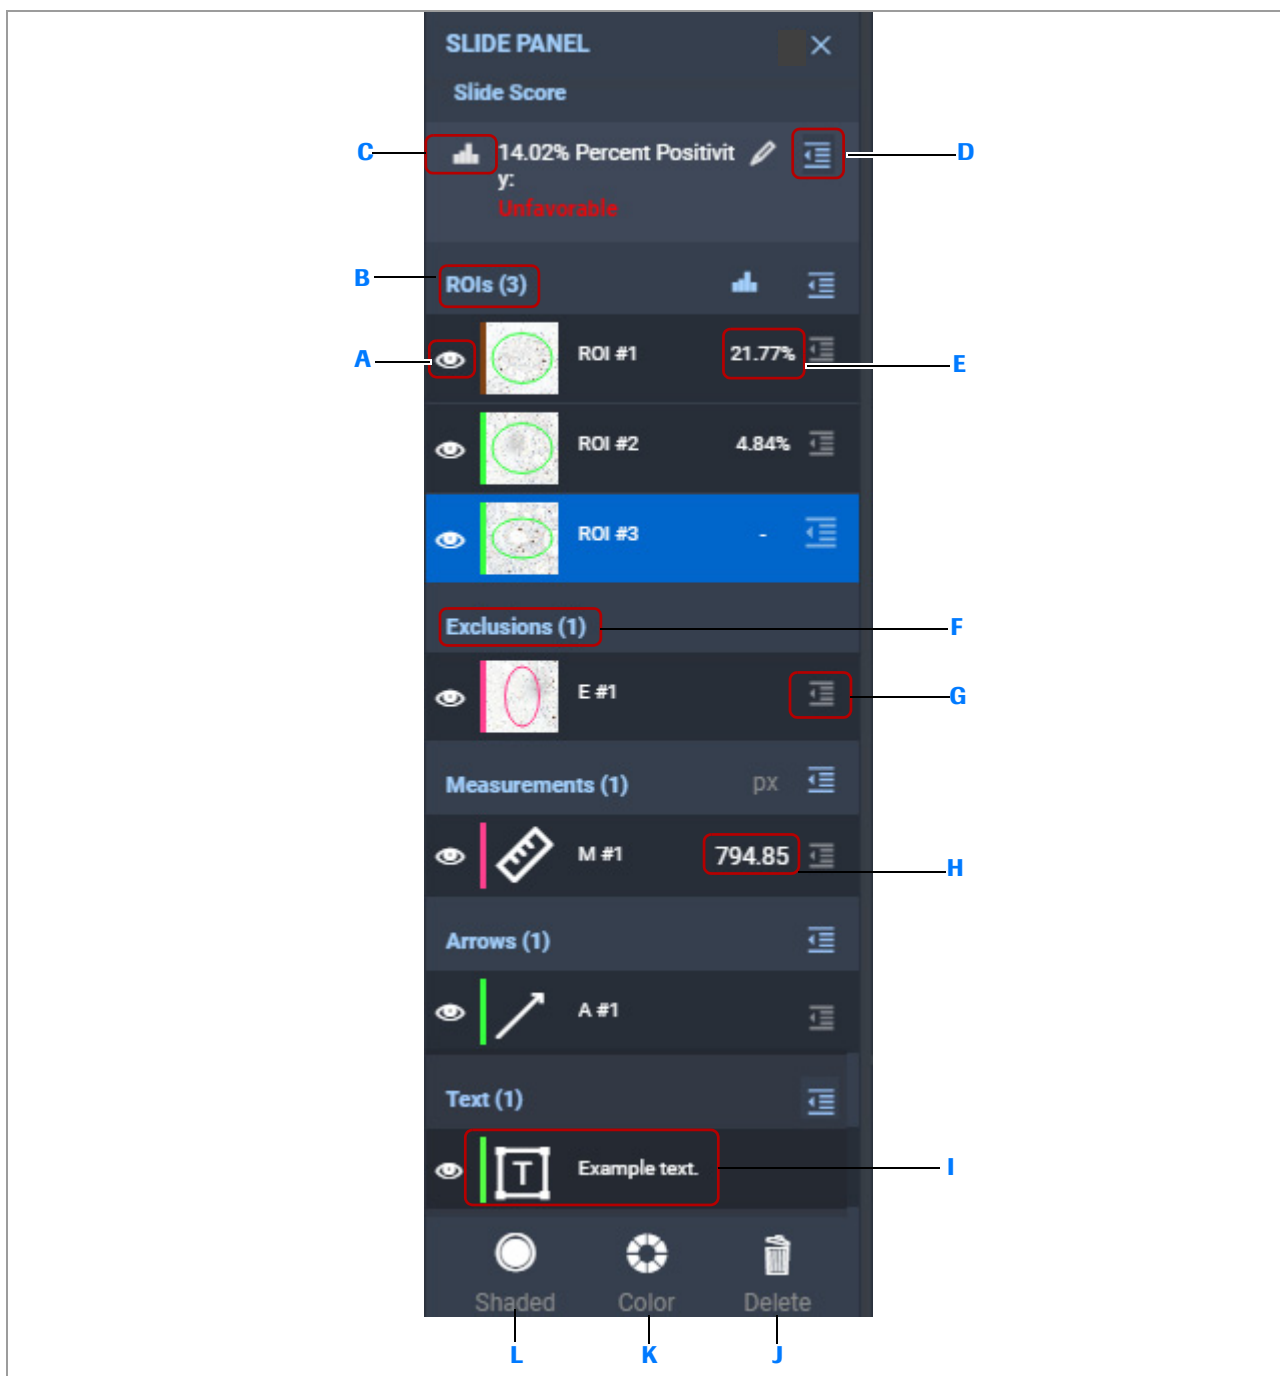 SLIDE PANEL
Slide Score
C
14.02% Percent Positivit
y:
D
Unfavorable
B
ROIs (3)
A
ROI #1
21.77%
E
ROI #2
4.84%
ROI #3
-
Exclusions (1)
F
E #1
G
Measurements (1)
px
M #1
794.85
H
Arrows (1)
A #1
Text (1)
T
Example text.
I
Shaded
Color
Delete
L
K
J